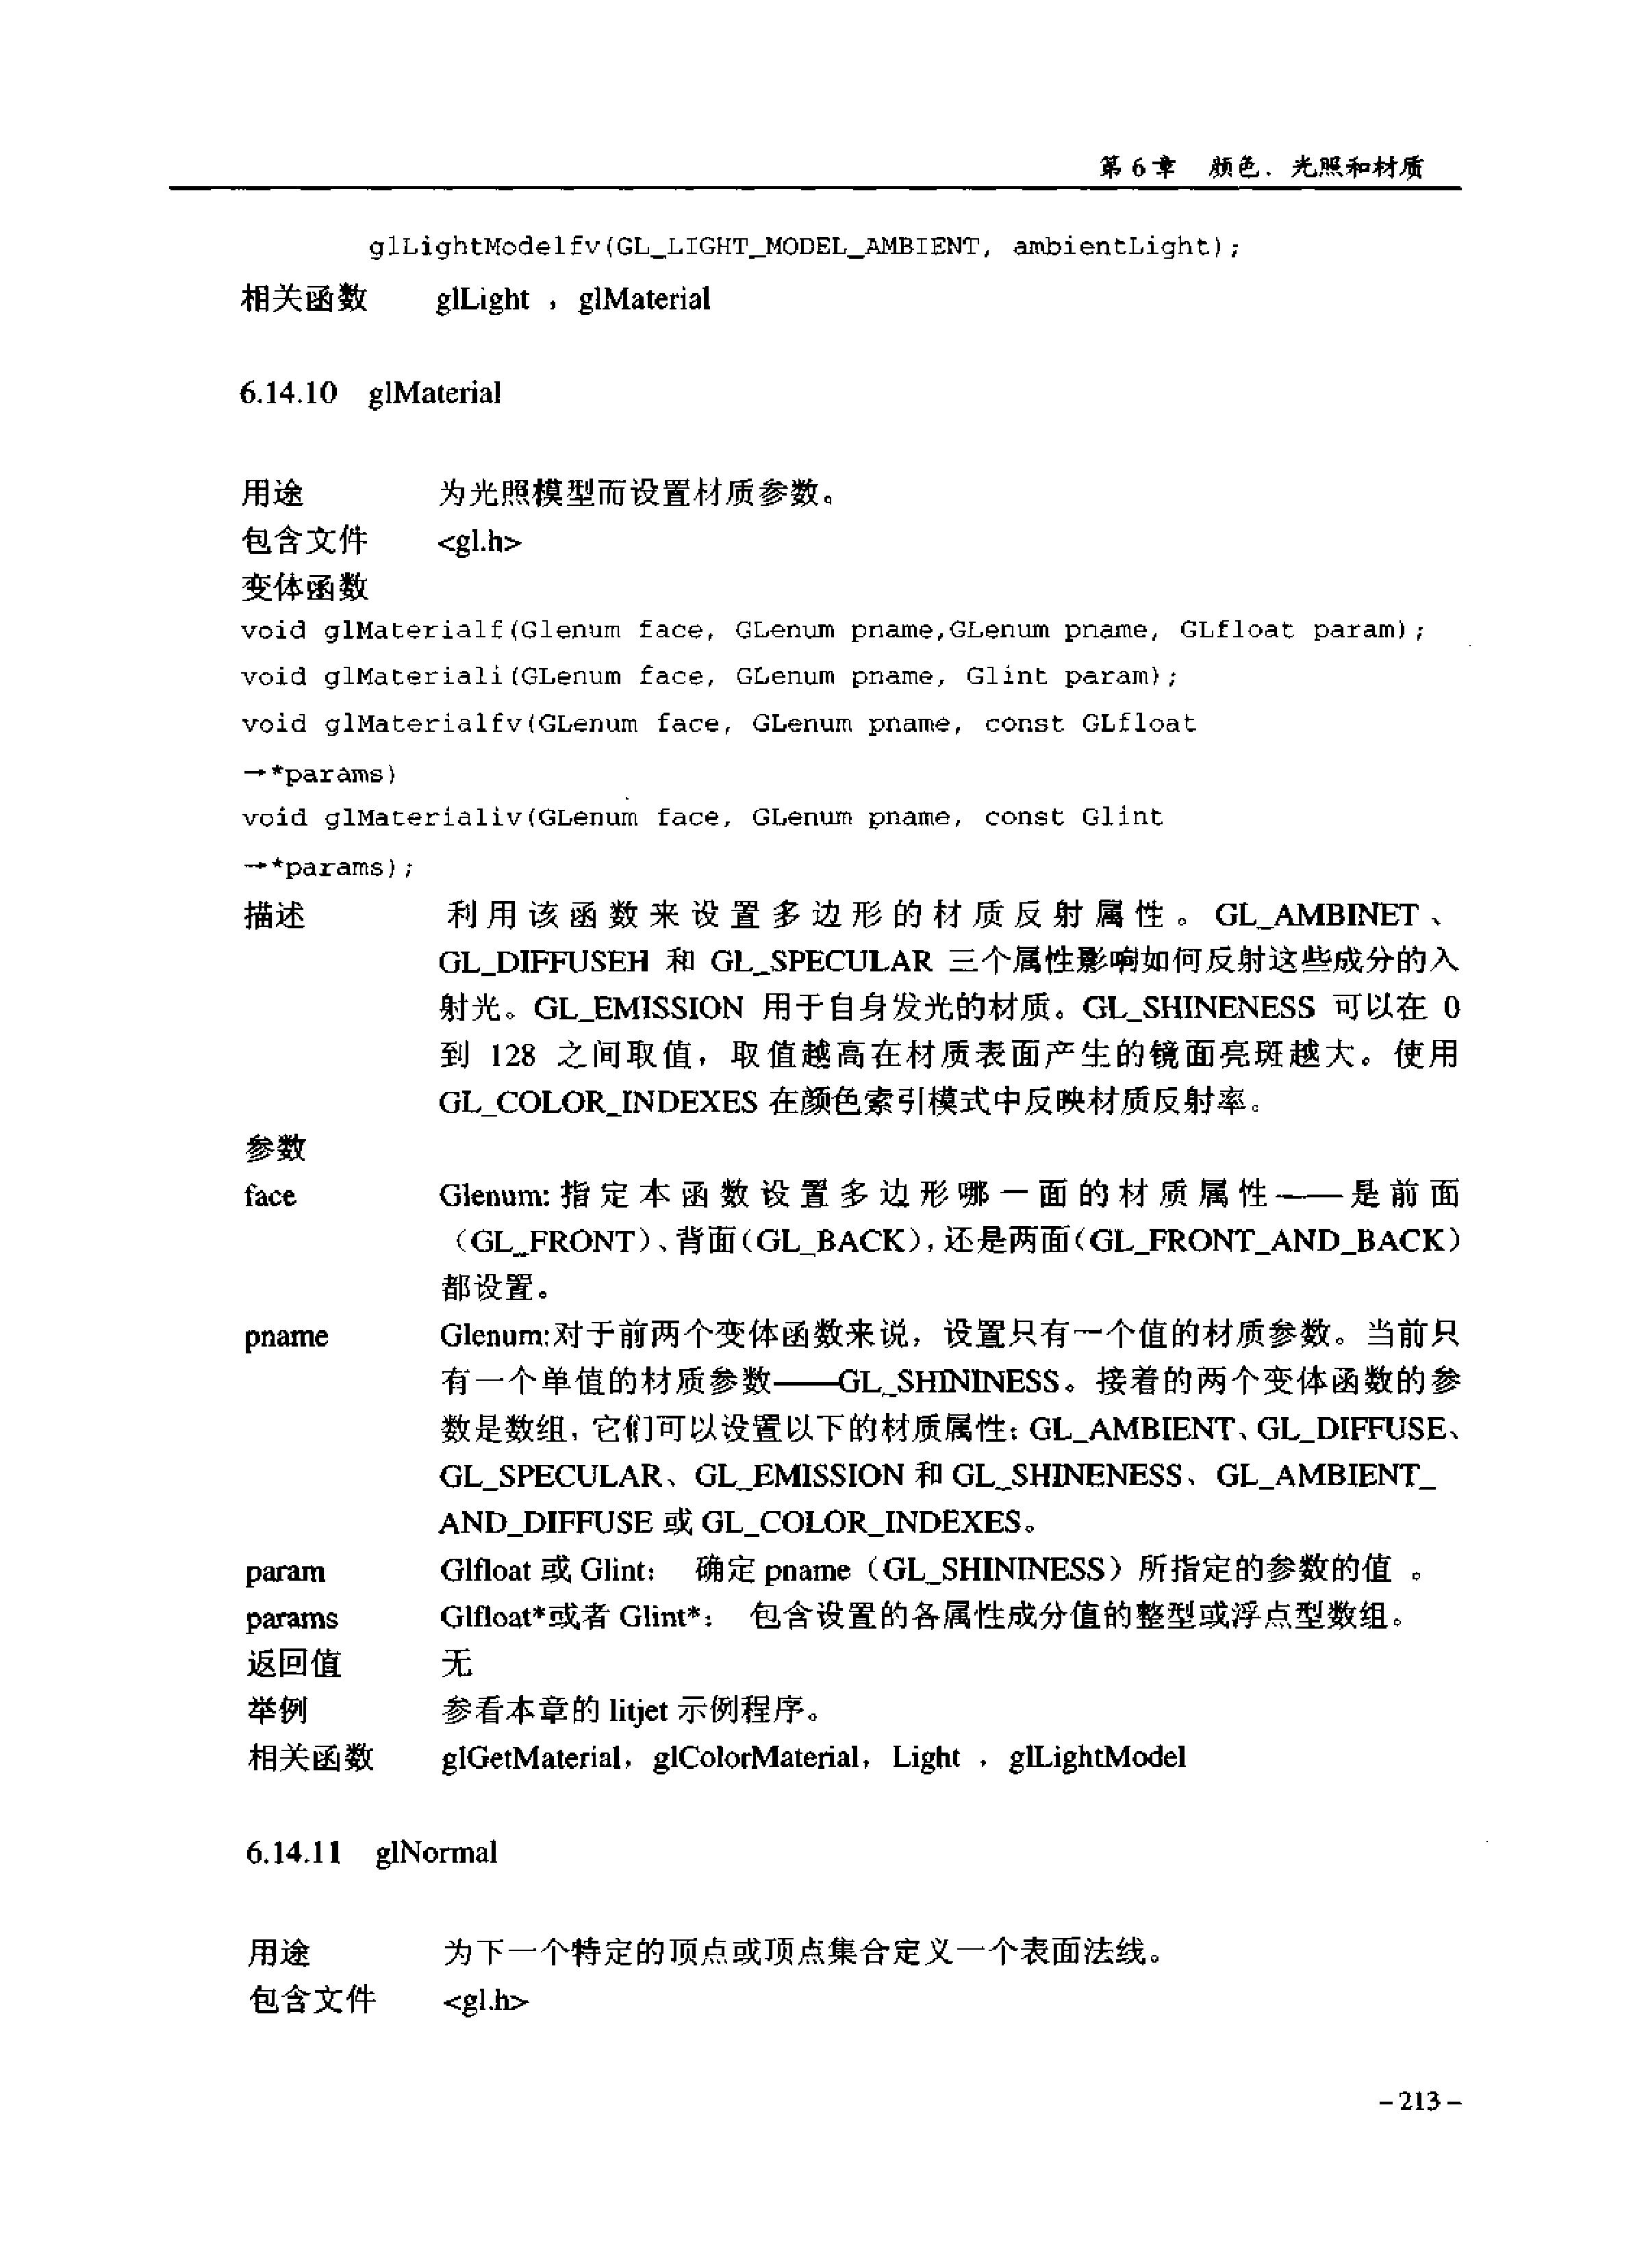 第 6 章　颜色、光照和材质
glLightModelfv(GL_LIGHT_MODEL_AMBIENT, ambientLight);
相关函数 glLight ，glMaterial
6.14.10 glMaterial
用途 为光照模型而设置材质参数。
包含文件 <gl.h>
变体函数
void glMaterialf(Glenum face, GLenum pname,GLenum pname, GLfloat param);
void glMateriali(GLenum face, GLenum pname, Glint param);
void glMaterialfv(GLenum face, GLenum pname, const GLfloat
→*params)
void glMaterialiv(GLenum face, GLenum pname, const Glint
→*params);
描述 利用该函数来设置多边形的材质反射属性。GL_AMBINET、
GL_DIFFUSEH 和 GL_SPECULAR 三个属性影响如何反射这些成分的入
射光。GL_EMISSION 用于自身发光的材质。GL_SHINENESS 可以在 0
到 128 之间取值，取值越高在材质表面产生的镜面亮斑越大。使用
GL_COLOR_INDEXES 在颜色索引模式中反映材质反射率。
参数
face Glenum: 指定本函数设置多边形哪一面的材质属性——是前面
（GL_FRONT）、背面(GL_BACK)，还是两面(GL_FRONT_AND_BACK)
都设置。
pname Glenum:对于前两个变体函数来说，设置只有一个值的材质参数。当前只
有一个单值的材质参数——GL_SHININESS。接着的两个变体函数的参
数是数组，它们可以设置以下的材质属性：GL_AMBIENT、GL_DIFFUSE、
GL_SPECULAR、GL_EMISSION 和 GL_SHINENESS、GL_AMBIENT_
AND_DIFFUSE 或 GL_COLOR_INDEXES。
param Glfloat 或 Glint： 确定 pname（GL_SHININESS）所指定的参数的值 。
params Glfloat*或者 Glint*： 包含设置的各属性成分值的整型或浮点型数组。
返回值 无
举例 参看本章的 litjet 示例程序。
相关函数 glGetMaterial，glColorMaterial，Light ，glLightModel
6.14.11 glNormal
用途 为下一个特定的顶点或顶点集合定义一个表面法线。
包含文件 <gl.h>
－213－